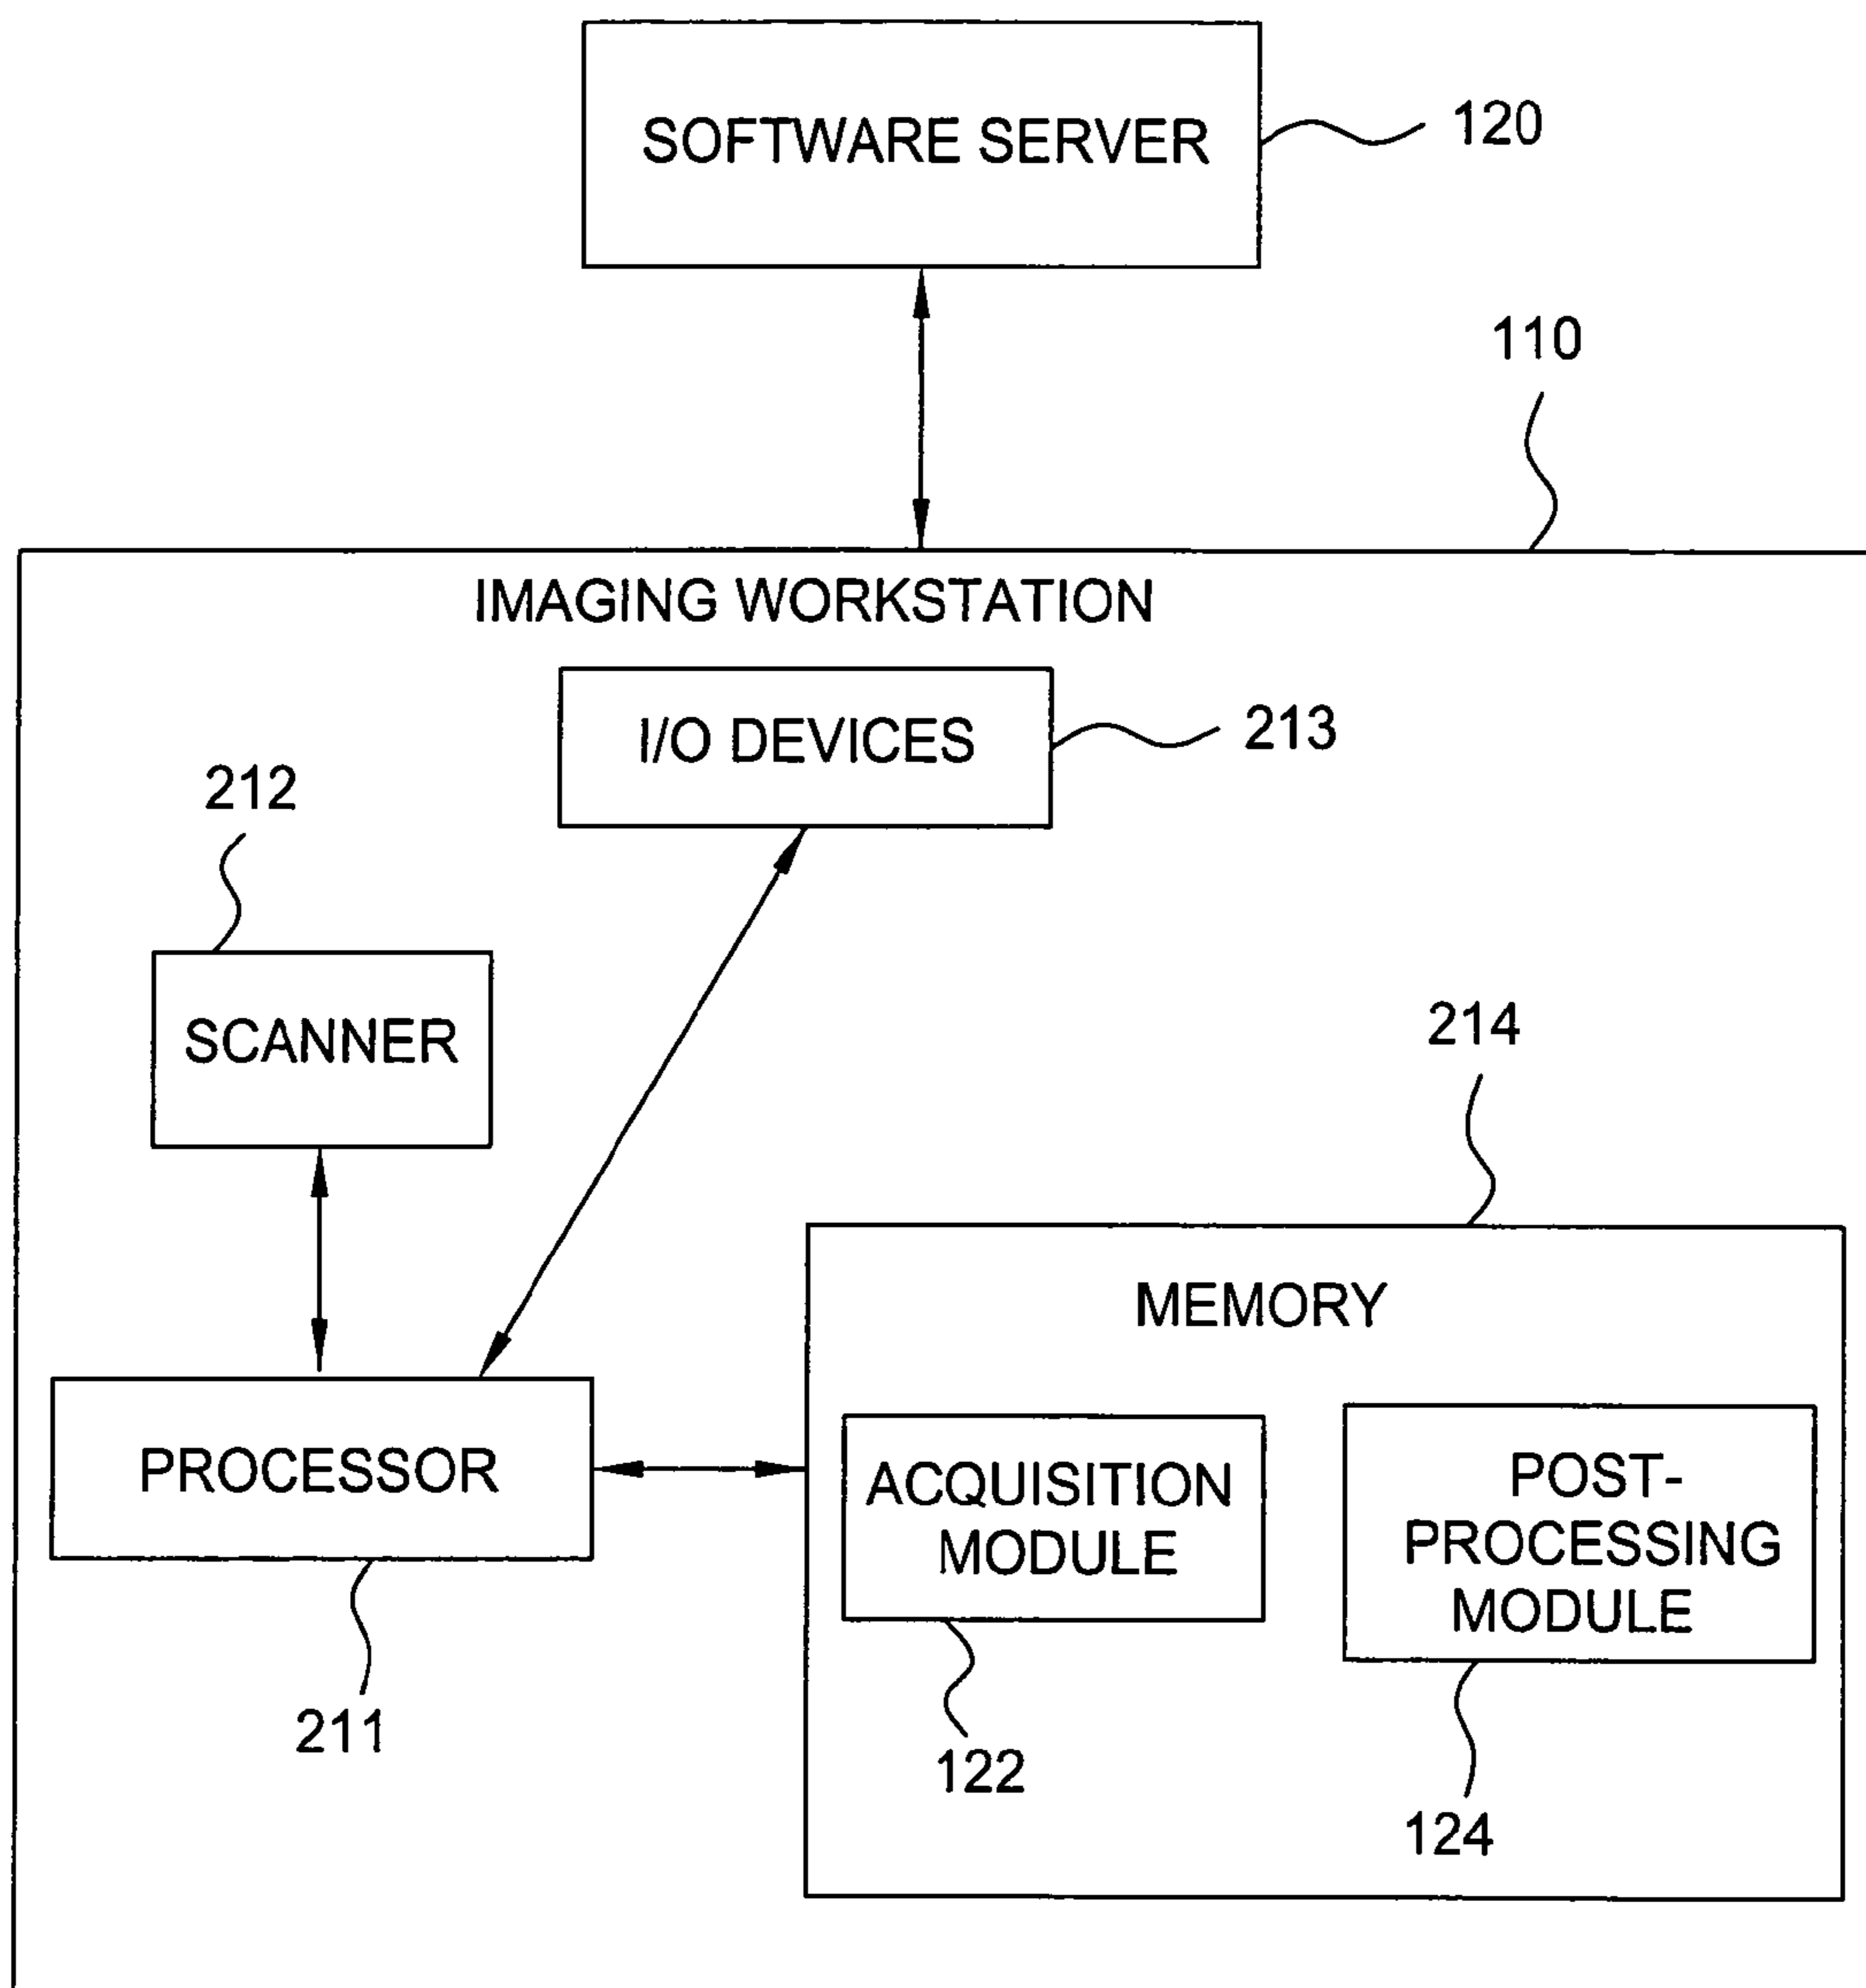 SOFTWARE SERVER
120
110
IMAGING WORKSTATION
I/O DEVICES
213
212
SCANNER
214
MEMORY
PROCESSOR
ACQUISITION
MODULE
POST-
PROCESSING
MODULE
211
122
124